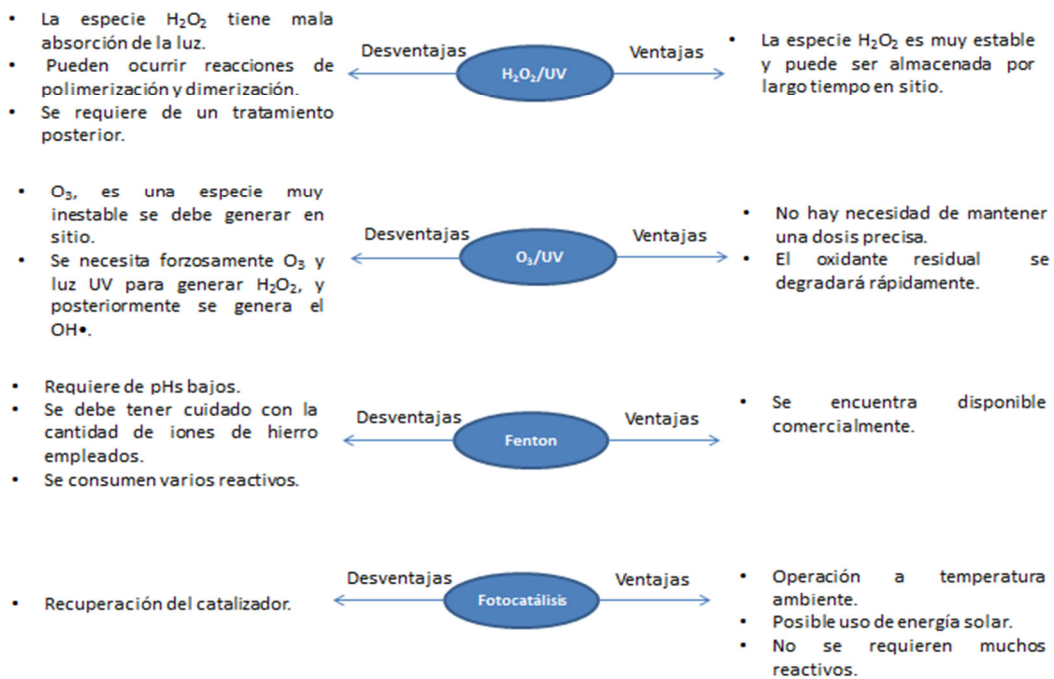 • La especie H₂O₂ tiene mala
absorción de la luz.
• Pueden ocurrir reacciones de
polimerización y dimerización.
• Se requiere de un tratamiento
posterior.
Desventajas
H₂O₂/UV
Ventajas
• La especie H₂O₂ es muy estable
y puede ser almacenada por
largo tiempo en sitio.
• O₃, es una especie muy
inestable se debe generar en
sitio.
• Se necesita forzosamente O₃ y
luz UV para generar H₂O₂, y
posteriormente se genera el
OH•.
Desventajas
O₃/UV
Ventajas
• No hay necesidad de mantener
una dosis precisa.
• El oxidante residual se
degradará rápidamente.
• Requiere de pHs bajos.
• Se debe tener cuidado con la
cantidad de iones de hierro
empleados.
• Se consumen varios reactivos.
Desventajas
Fenton
Ventajas
• Se encuentra disponible
comercialmente.
• Recuperación del catalizador.
Desventajas
Fotocatálisis
Ventajas
• Operación a temperatura
ambiente.
• Posible uso de energía solar.
• No se requieren muchos
reactivos.